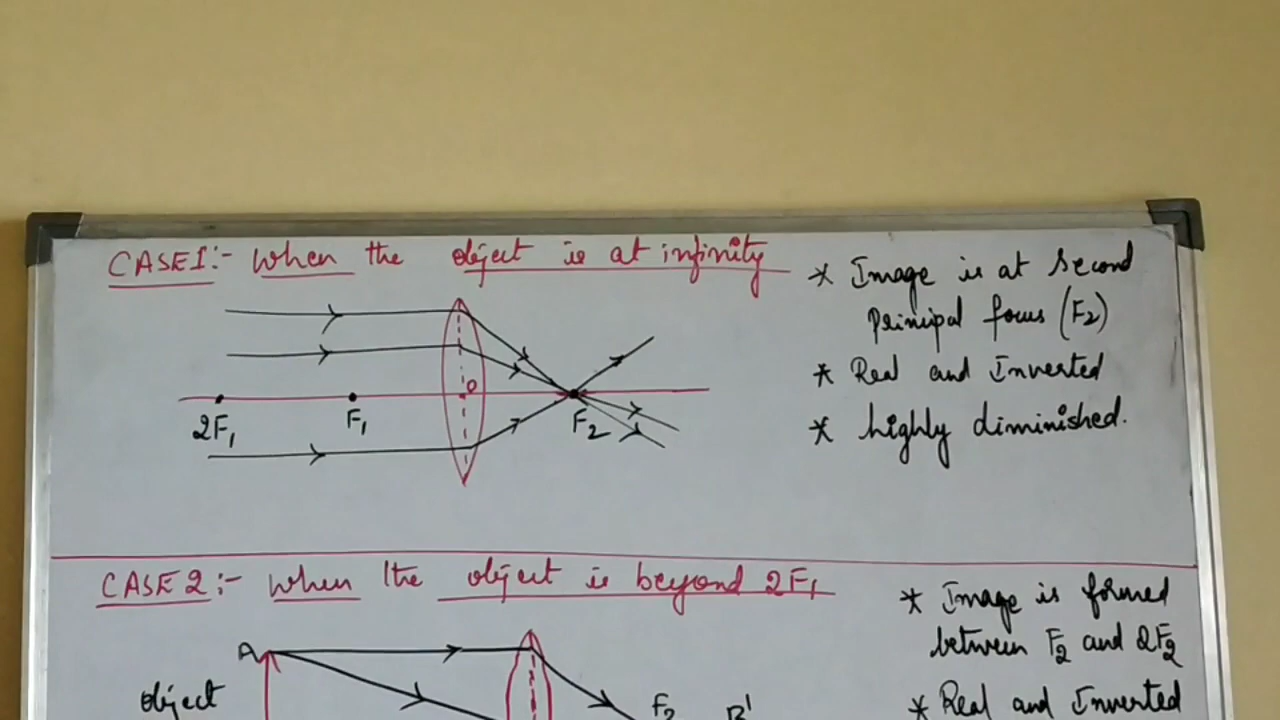 CASE1:- When the object is at infinity
* Image is at second
principal focus (F2)
* Real and Inverted
* highly diminished.
O
2F1
F1
F2
CASE 2:- When the object is beyond 2F1
* Image is formed
between F2 and 2F2
* Real and Inverted
A
object
F2
B'